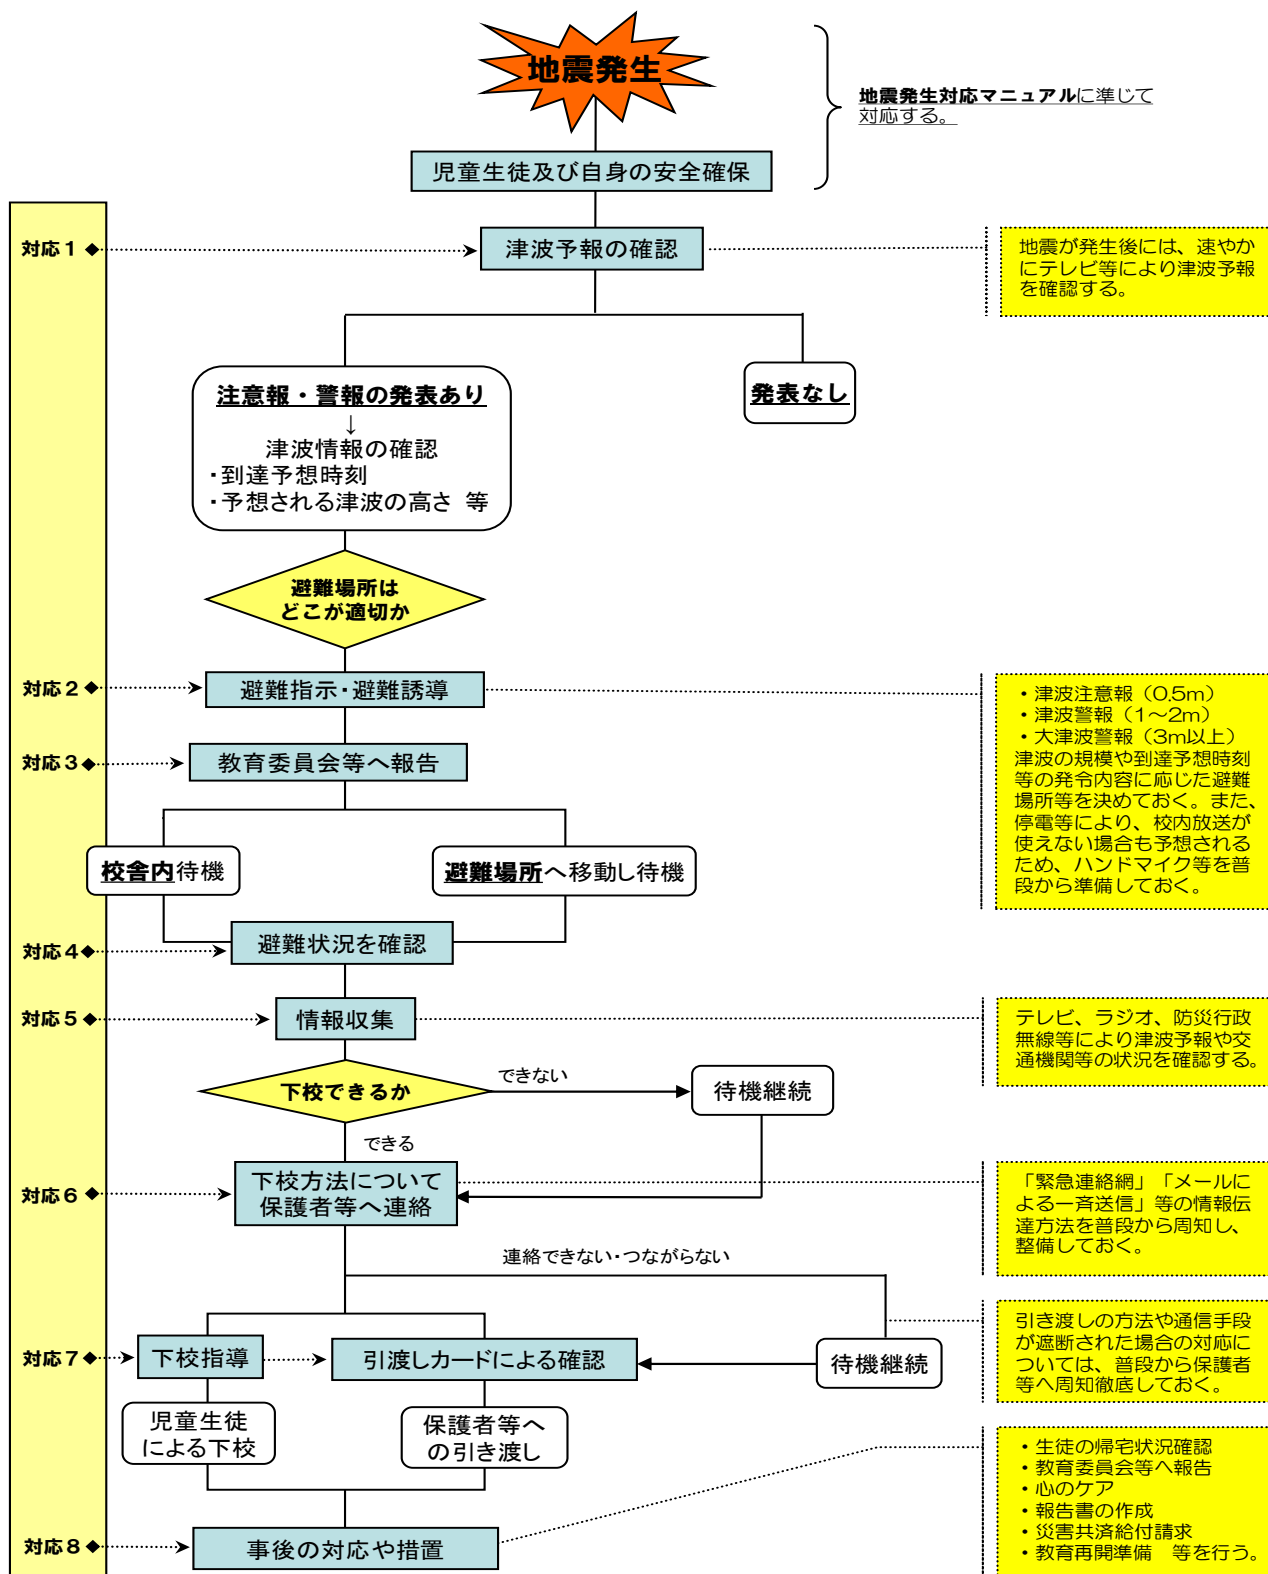 地震発生
地震発生対応マニュアルに準じて
対応する。
児童生徒及び自身の安全確保
対応1
津波予報の確認
地震が発生後には、速やか
にテレビ等により津波予報
を確認する。
注意報・警報の発表あり
↓
津波情報の確認
・到達予想時刻
・予想される津波の高さ 等
発表なし
避難場所は
どこが適切か
対応2
避難指示・避難誘導
・津波注意報（0.5m）
・津波警報（1～2m）
・大津波警報（3m以上）
津波の規模や到達予想時刻
等の発令内容に応じた避難
場所等を決めておく。また、
停電等により、校内放送が
使えない場合も予想される
ため、ハンドマイク等を普
段から準備しておく。
対応3
教育委員会等へ報告
校舎内待機
避難場所へ移動し待機
対応4
避難状況を確認
対応5
情報収集
テレビ、ラジオ、防災行政
無線等により津波予報や交
通機関等の状況を確認する。
下校できるか
できない
待機継続
できる
対応6
下校方法について
保護者等へ連絡
「緊急連絡網」「メールに
よる一斉送信」等の情報伝
達方法を普段から周知し、
整備しておく。
連絡できない・つながらない
対応7
下校指導
引渡しカードによる確認
待機継続
引き渡しの方法や通信手段
が遮断された場合の対応に
ついては、普段から保護者
等へ周知徹底しておく。
児童生徒
による下校
保護者等へ
の引き渡し
・生徒の帰宅状況確認
・教育委員会等へ報告
・心のケア
・報告書の作成
・災害共済給付請求
・教育再開準備　等を行う。
対応8
事後の対応や措置